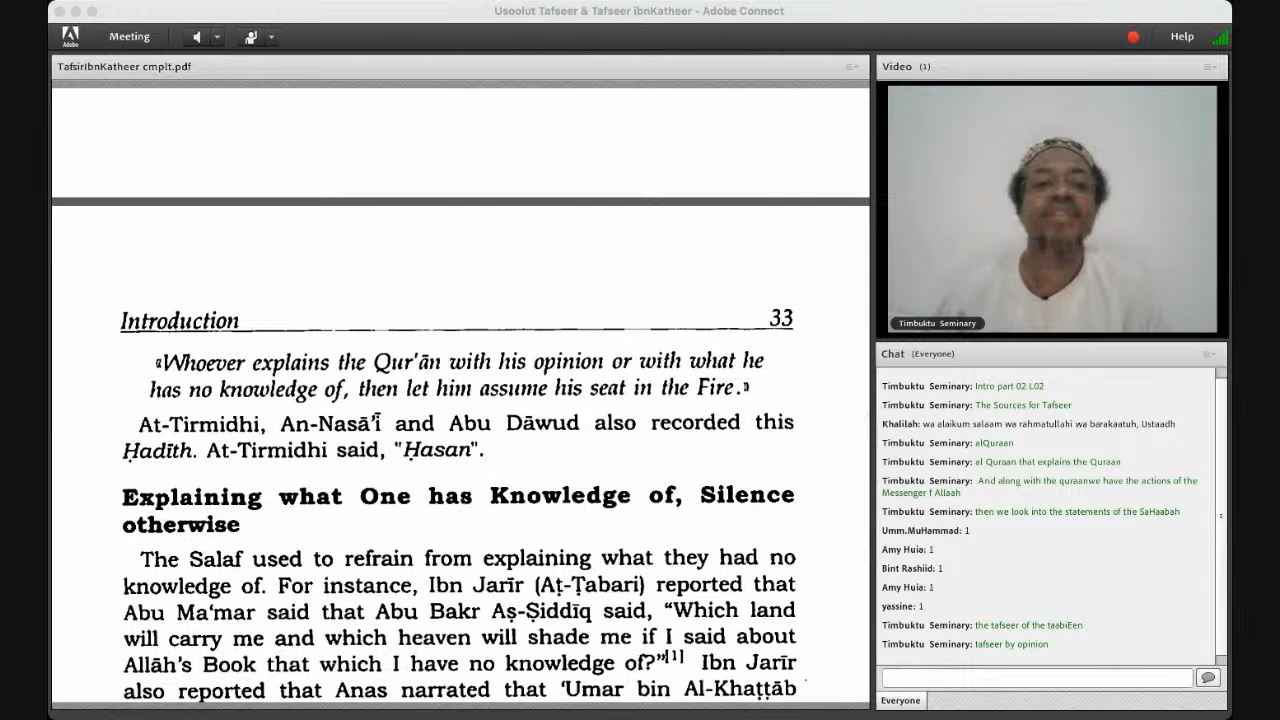 Usoolut Tafseer & Tafseer ibnKatheer - Adobe Connect
Adobe
Meeting
Help
TafsirIbnKatheer cmplt.pdf
Introduction 33
«Whoever explains the Qur'ān with his opinion or with what he
has no knowledge of, then let him assume his seat in the Fire.»
At-Tirmidhi, An-Nasā'ī and Abu Dāwud also recorded this
Ḥadīth. At-Tirmidhi said, "Ḥasan".
Explaining what One has Knowledge of, Silence
otherwise
The Salaf used to refrain from explaining what they had no
knowledge of. For instance, Ibn Jarīr (Aṭ-Ṭabari) reported that
Abu Ma‘mar said that Abu Bakr Aṣ-Ṣiddīq said, “Which land
will carry me and which heaven will shade me if I said about
Allāh’s Book that which I have no knowledge of?”[1] Ibn Jarīr
also reported that Anas narrated that ‘Umar bin Al-Khaṭṭāb
Video (1)
Timbuktu Seminary
Chat (Everyone)
Timbuktu Seminary: Intro part 02 L02
Timbuktu Seminary: The Sources for Tafseer
Khalilah: wa alaikum salaam wa rahmatullahi wa barakaatuh, Ustaadh
Timbuktu Seminary: alQuraan
Timbuktu Seminary: al Quraan that explains the Quraan
Timbuktu Seminary: And along with the quraanwe have the actions of the
Messenger f Allaah
Timbuktu Seminary: then we look into the statements of the SaHaabah
Umm.MuHammad: 1
Amy Huia: 1
Bint Rashiid: 1
Amy Huia: 1
yassine: 1
Timbuktu Seminary: the tafseer of the taabiEen
Timbuktu Seminary: tafseer by opinion
Everyone